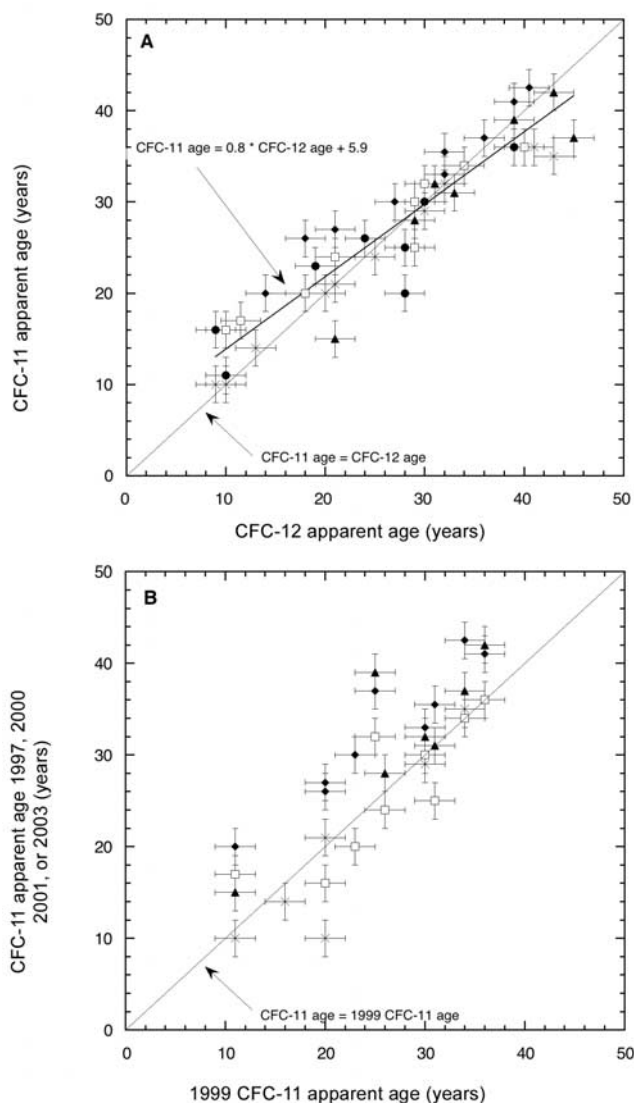 50
A
40
CFC-11 age = 0.8 * CFC-12 age + 5.9
30
20
10
CFC-11 age = CFC-12 age
0
0 10 20 30 40 50
CFC-11 apparent age (years)
CFC-12 apparent age (years)
50
B
40
30
20
10
CFC-11 age = 1999 CFC-11 age
0
0 10 20 30 40 50
CFC-11 apparent age 1997, 2000
2001, or 2003 (years)
1999 CFC-11 apparent age (years)